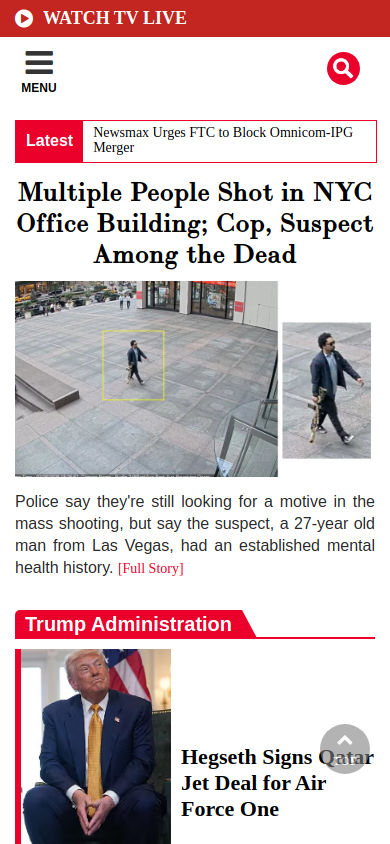 WATCH TV LIVE
MENU
Latest
Newsmax Urges FTC to Block Omnicom-IPG
Merger
Multiple People Shot in NYC
Office Building; Cop, Suspect
Among the Dead
Police say they're still looking for a motive in the
mass shooting, but say the suspect, a 27-year old
man from Las Vegas, had an established mental
health history. [Full Story]
Trump Administration
Hegseth Signs Qatar
Jet Deal for Air
Force One